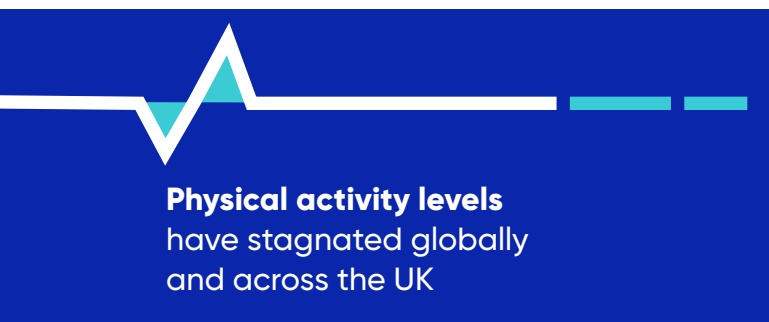 Physical activity levels
have stagnated globally
and across the UK